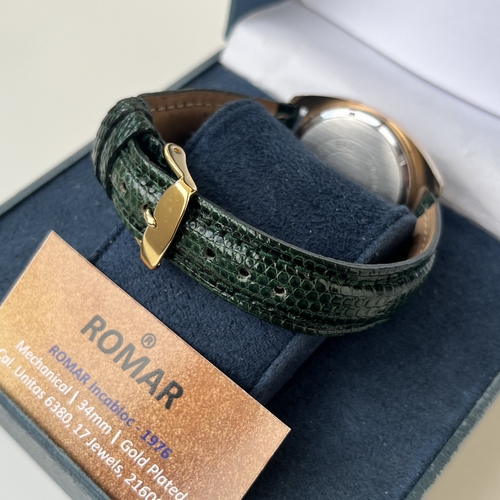 ROMAR®
ROMAR Incabloc 1976
Mechanical | 34mm | Gold Plated
Cal. Unitas 6380, 17 Jewels, 2160